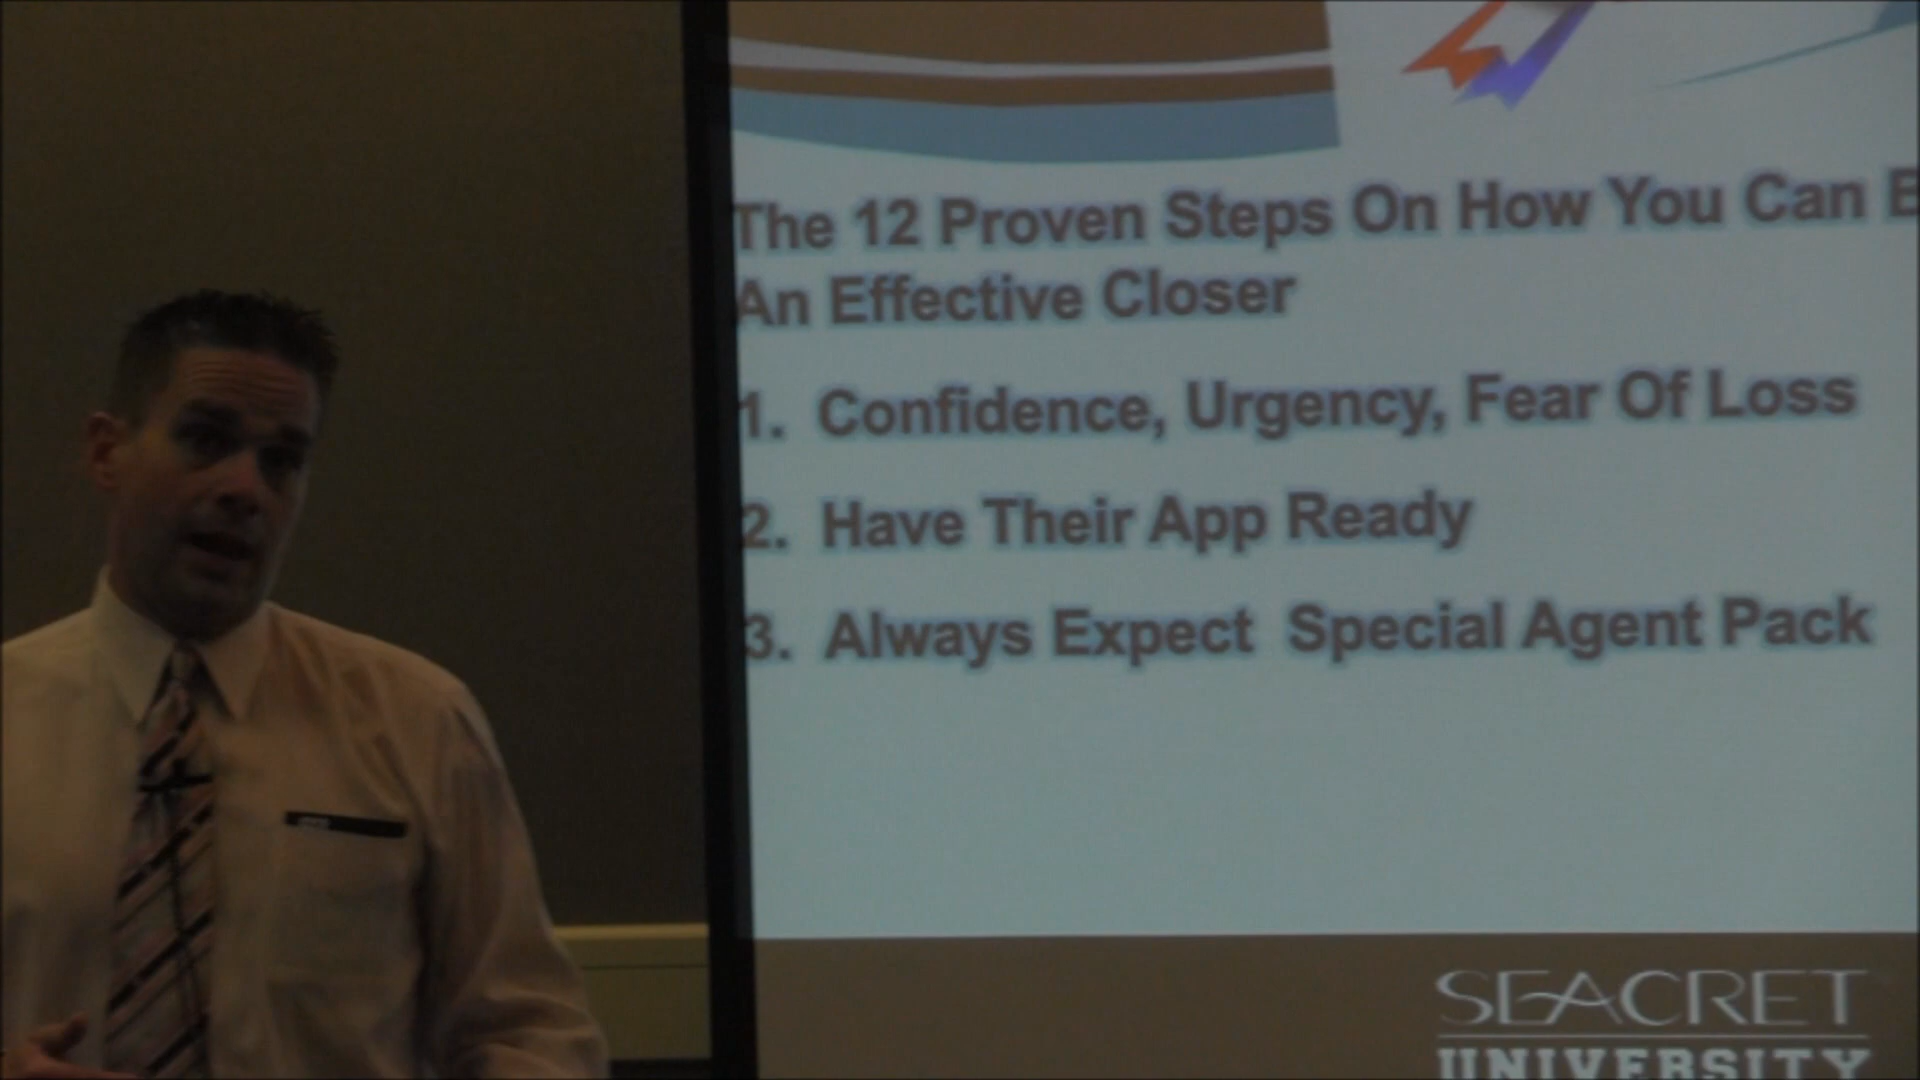 The 12 Proven Steps On How You Can
An Effective Closer
1. Confidence, Urgency, Fear Of Loss
2. Have Their App Ready
3. Always Expect Special Agent Pack
SEACRET
UNIVERSITY